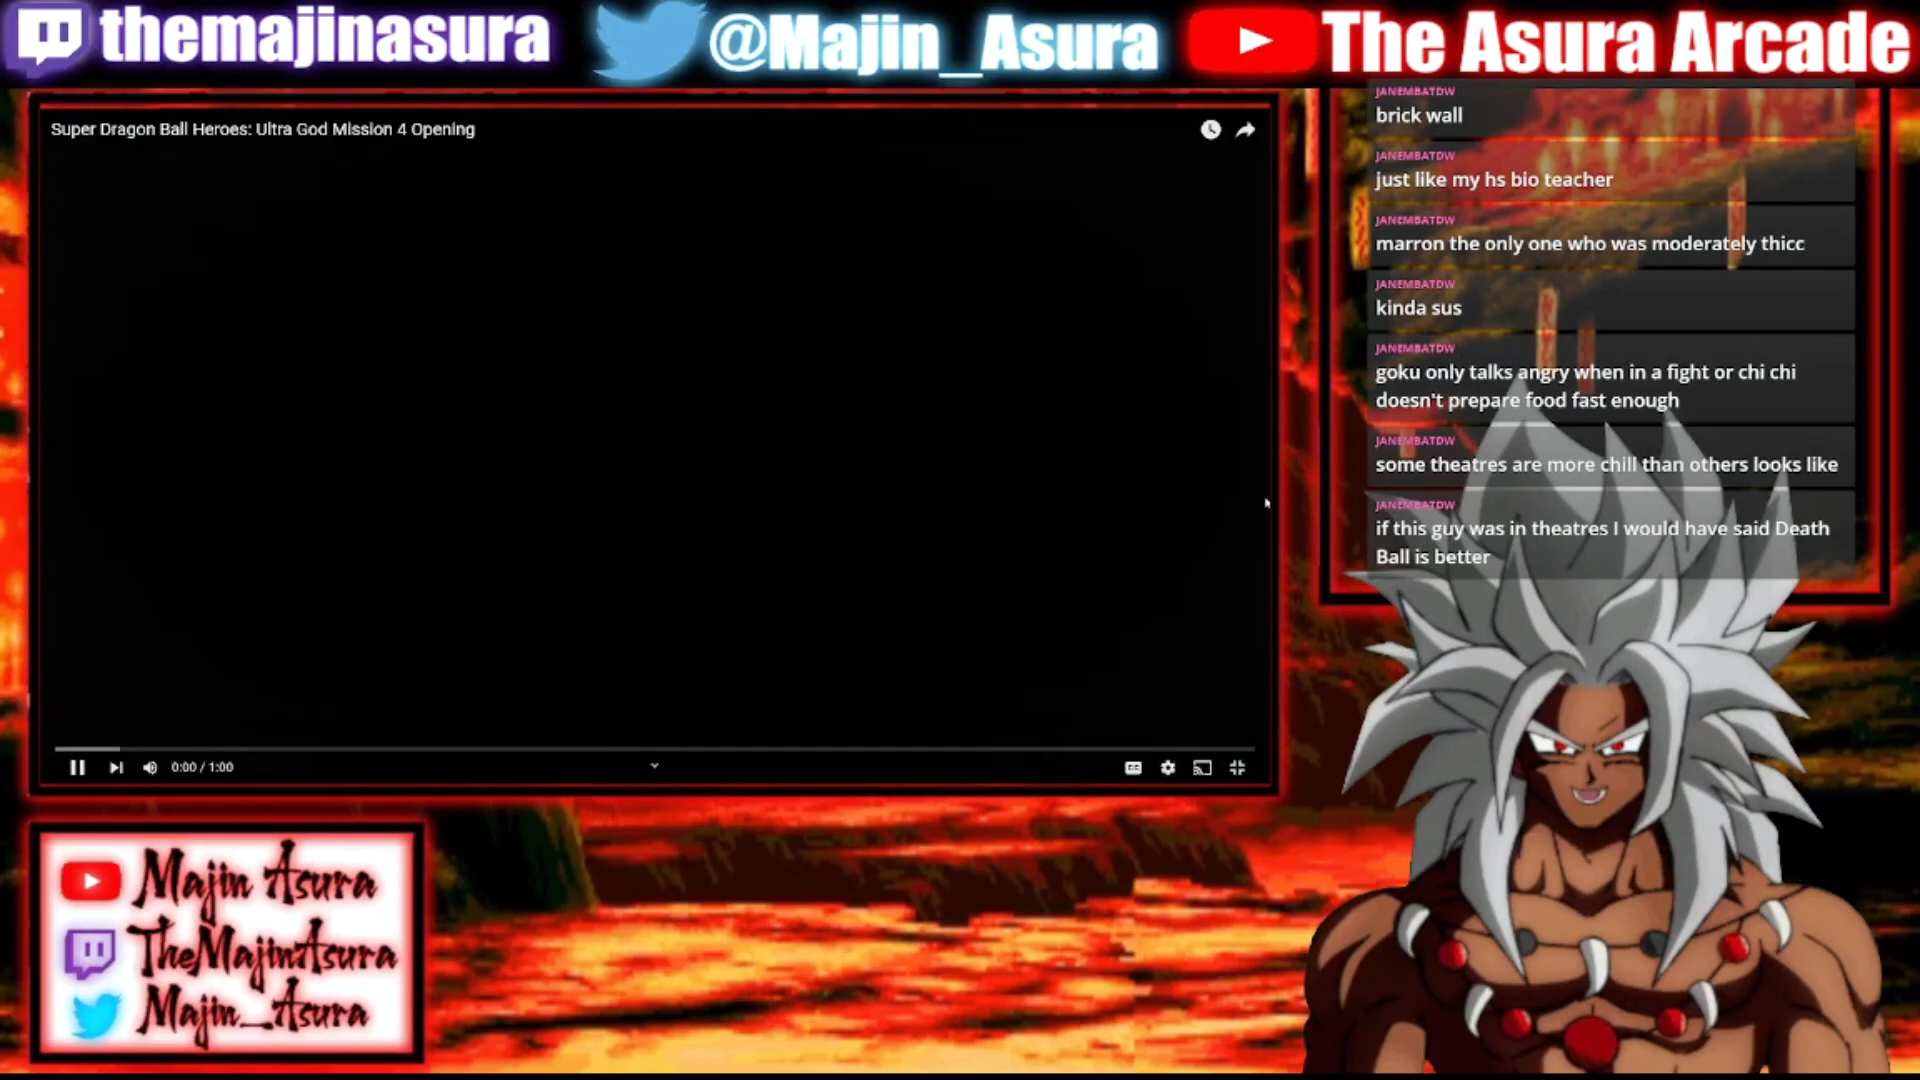 themajinasura
@Majin_Asura
The Asura Arcade
Super Dragon Ball Heroes: Ultra God Mission 4 Opening
JANEMBATDW
brick wall
JANEMBATDW
just like my hs bio teacher
JANEMBATDW
marron the only one who was moderately thicc
JANEMBATDW
kinda sus
JANEMBATDW
goku only talks angry when in a fight or chi chi
doesn't prepare food fast enough
JANEMBATDW
some theatres are more chill than others looks like
JANEMBATDW
if this guy was in theatres I would have said Death
Ball is better
0:00 / 1:00
Majin Asura
TheMajinAsura
Majin_Asura